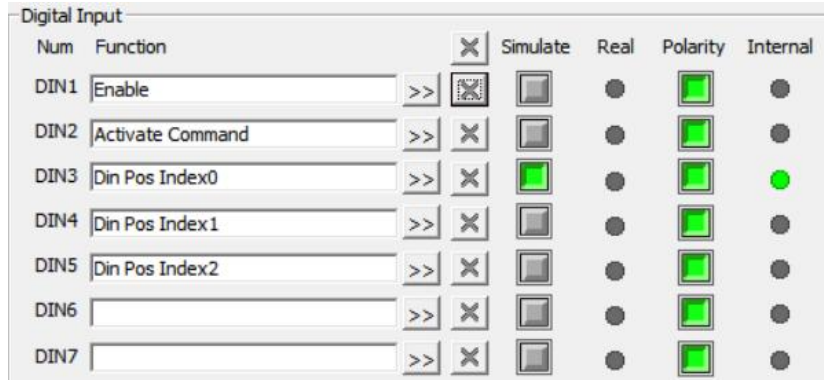 Digital Input
Num Function Simulate Real Polarity Internal
DIN1 Enable >>
DIN2 Activate Command >>
DIN3 Din Pos Index0 >>
DIN4 Din Pos Index1 >>
DIN5 Din Pos Index2 >>
DIN6 >>
DIN7 >>